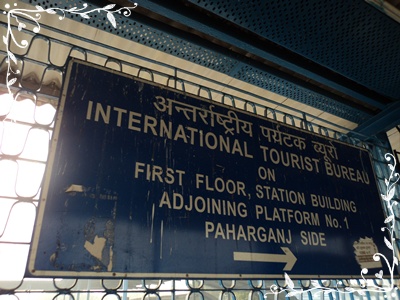 अन्तर्राष्ट्रीय पर्यटक ब्यूरो
INTERNATIONAL TOURIST BUREAU
ON
FIRST FLOOR, STATION BUILDING
ADJOINING PLATFORM No. 1
PAHARGANJ SIDE